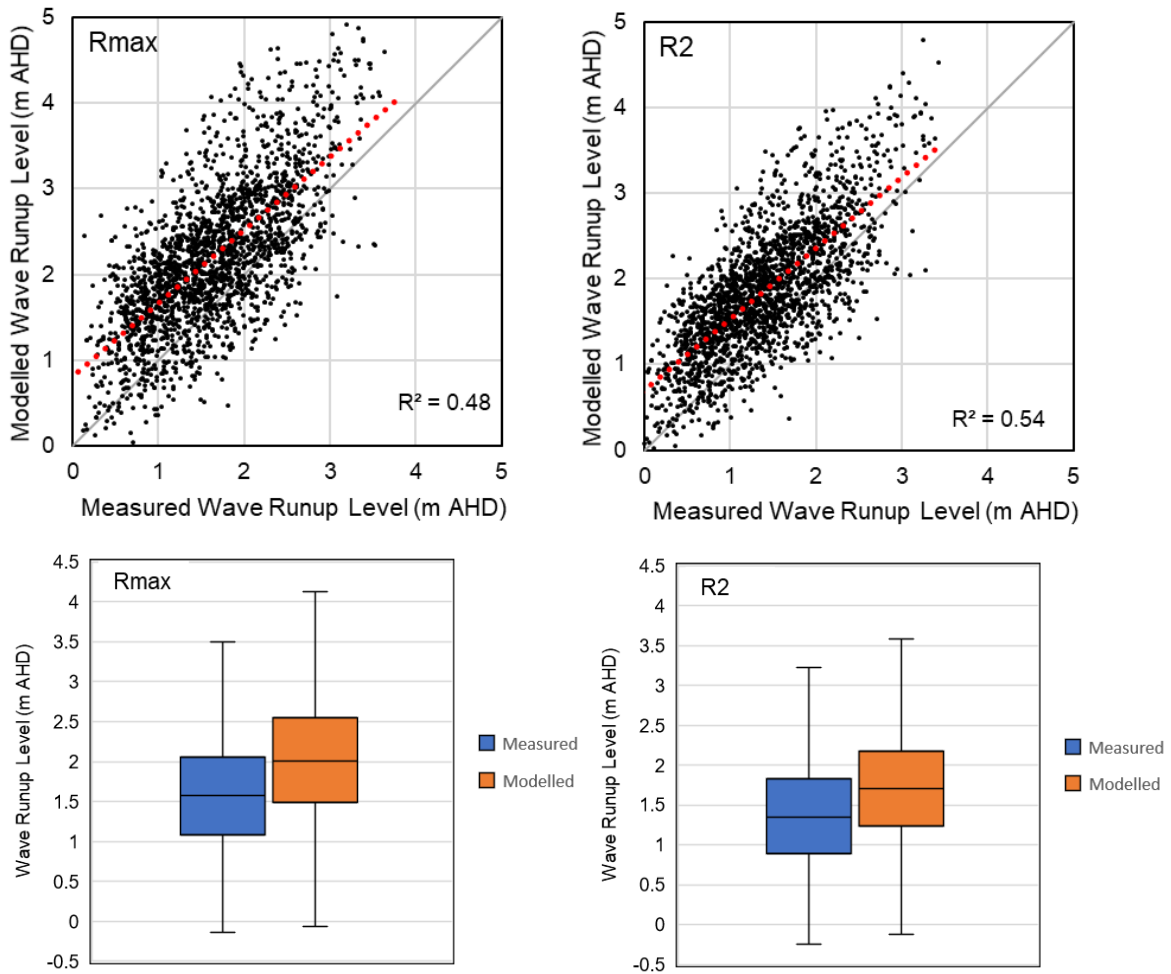 Rmax
Modelled Wave Runup Level (m AHD)
5
4
3
2
1
0
R² = 0.48
0 1 2 3 4 5
Measured Wave Runup Level (m AHD)
R2
Modelled Wave Runup Level (m AHD)
5
4
3
2
1
0
R² = 0.54
0 1 2 3 4 5
Measured Wave Runup Level (m AHD)
Rmax
Wave Runup Level (m AHD)
4.5
4
3.5
3
2.5
2
1.5
1
0.5
0
-0.5
Measured
Modelled
R2
Wave Runup Level (m AHD)
4.5
4
3.5
3
2.5
2
1.5
1
0.5
0
-0.5
Measured
Modelled